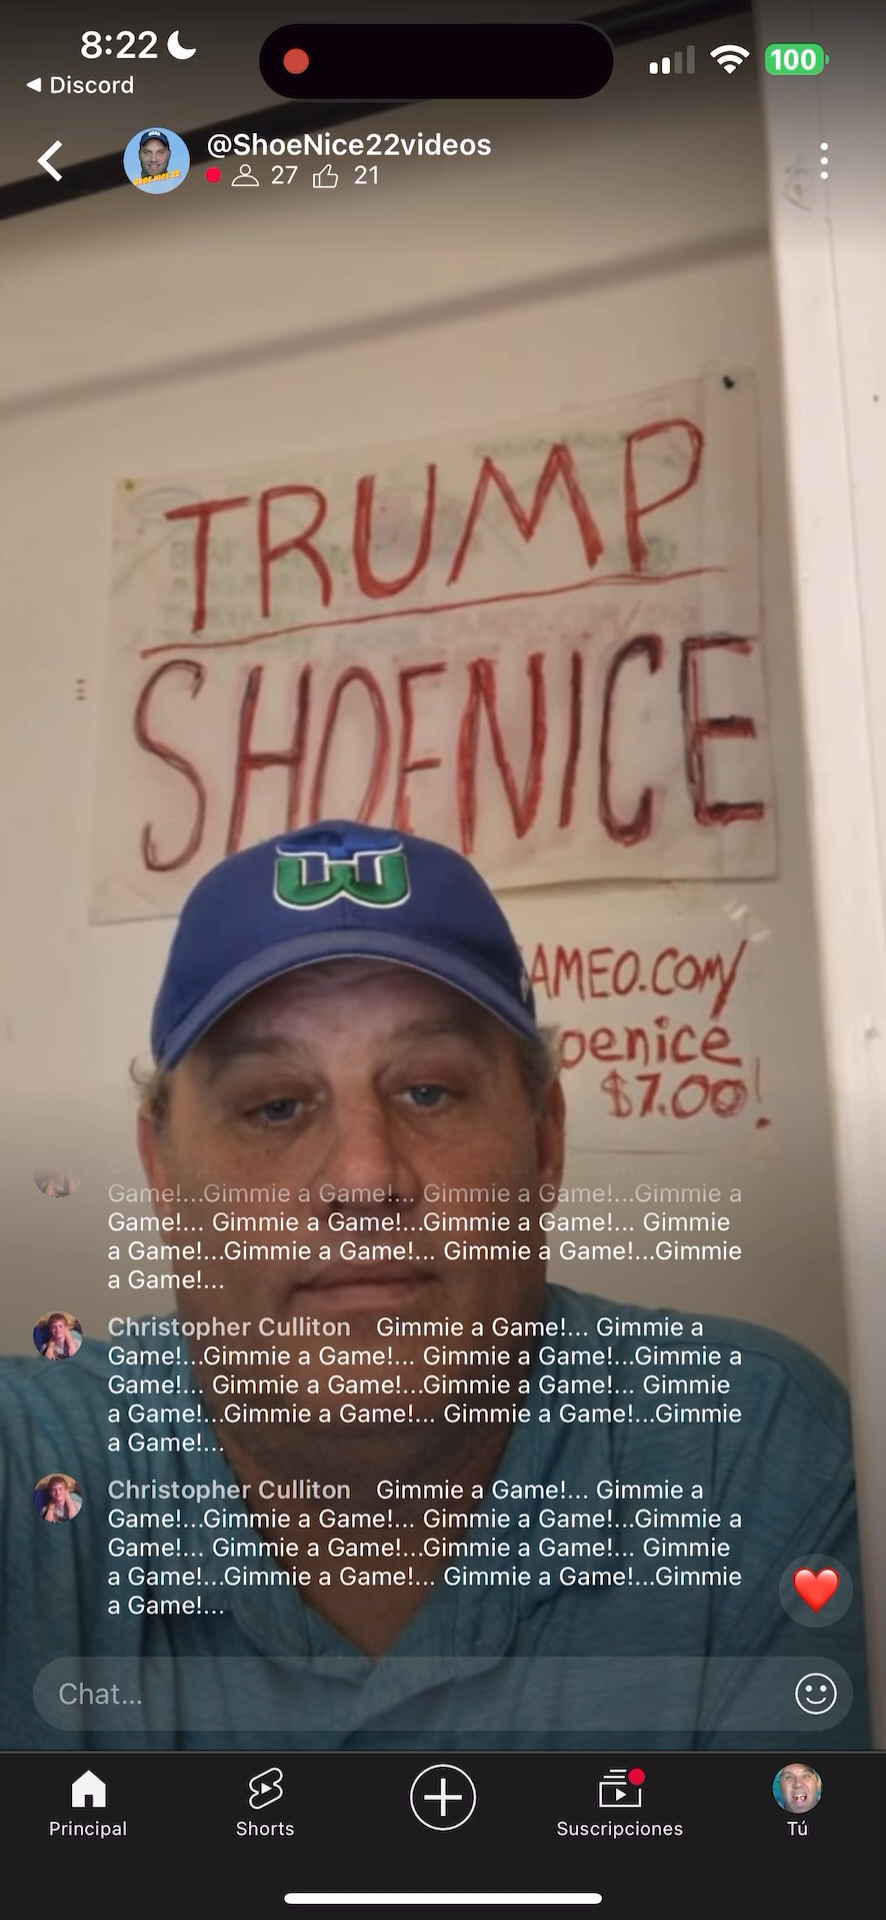 8:22
100
Discord
@ShoeNice22videos
27 21
TRUMP
SHOENICE
AMEO.COM/
oenice
$7.00!
Game!...Gimmie a Game!... Gimmie a Game!...Gimmie a
Game!... Gimmie a Game!...Gimmie a Game!... Gimmie
a Game!...Gimmie a Game!... Gimmie a Game!...Gimmie
a Game!...
Christopher Culliton Gimmie a Game!... Gimmie a
Game!...Gimmie a Game!... Gimmie a Game!...Gimmie a
Game!... Gimmie a Game!...Gimmie a Game!... Gimmie
a Game!...Gimmie a Game!... Gimmie a Game!...Gimmie
a Game!...
Christopher Culliton Gimmie a Game!... Gimmie a
Game!...Gimmie a Game!... Gimmie a Game!...Gimmie a
Game!... Gimmie a Game!...Gimmie a Game!... Gimmie
a Game!...Gimmie a Game!... Gimmie a Game!...Gimmie
a Game!...
Chat...
Principal
Shorts
Suscripciones
Tú